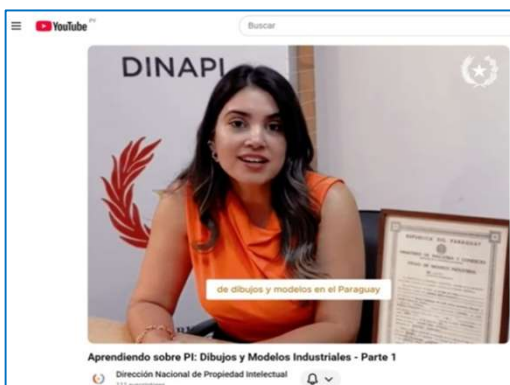 YouTube PY
Buscar
DINAPI
de dibujos y modelos en el Paraguay
REPUBLICA DEL PARAGUAY
Aprendiendo sobre PI: Dibujos y Modelos Industriales - Parte 1
Dirección Nacional de Propiedad Intelectual